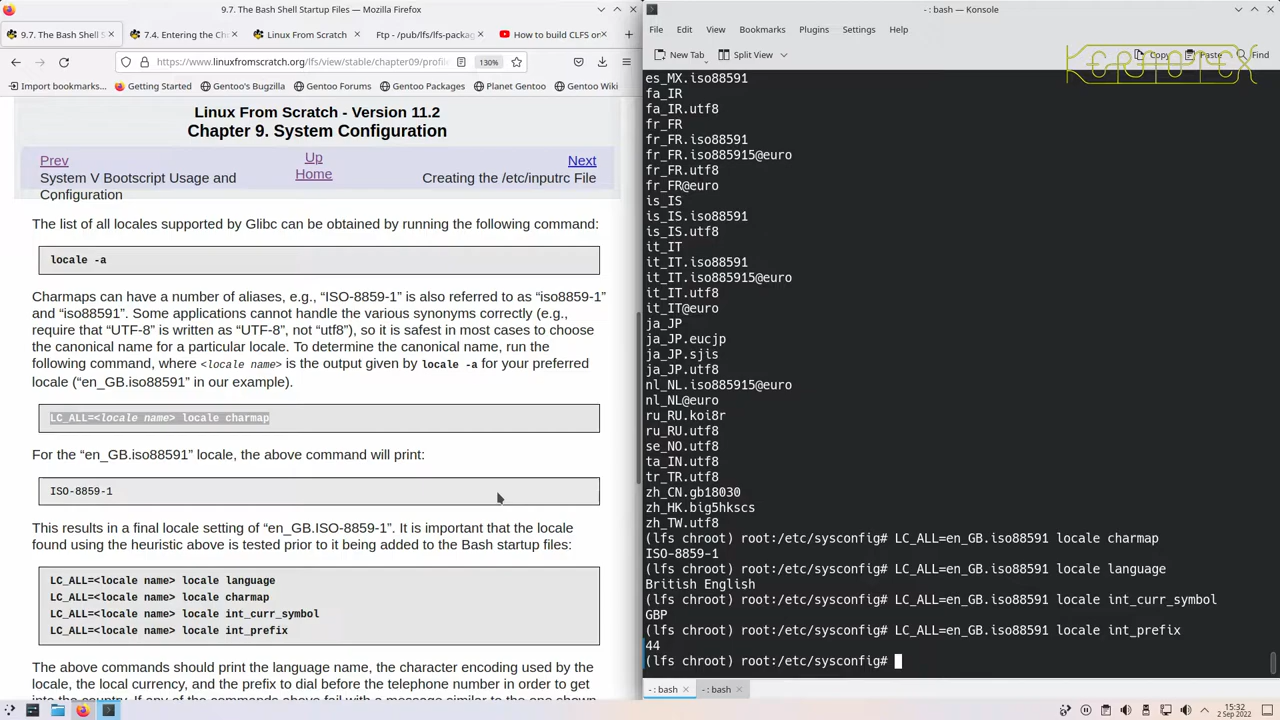 9.7. The Bash Shell Startup Files — Mozilla Firefox
9.7. The Bash Shell S
7.4. Entering the Ch
Linux From Scratch
Ftp - /pub/lfs/lfs-packag
How to build CLFS on
https://www.linuxfromscratch.org/lfs/view/stable/chapter09/profile
130%
Import bookmarks...
Getting Started
Gentoo's Bugzilla
Gentoo Forums
Gentoo Packages
Planet Gentoo
Gentoo Wiki
Linux From Scratch - Version 11.2
Chapter 9. System Configuration
Prev
Up
Next
System V Bootscript Usage and
Home
Creating the /etc/inputrc File
Configuration
The list of all locales supported by Glibc can be obtained by running the following command:
locale -a
Charmaps can have a number of aliases, e.g., “ISO-8859-1” is also referred to as “iso8859-1”
and “iso88591”. Some applications cannot handle the various synonyms correctly (e.g.,
require that “UTF-8” is written as “UTF-8”, not “utf8”), so it is safest in most cases to choose
the canonical name for a particular locale. To determine the canonical name, run the
following command, where <locale name> is the output given by locale -a for your preferred
locale (“en_GB.iso88591” in our example).
LC_ALL=<locale name> locale charmap
For the “en_GB.iso88591” locale, the above command will print:
ISO-8859-1
This results in a final locale setting of “en_GB.ISO-8859-1”. It is important that the locale
found using the heuristic above is tested prior to it being added to the Bash startup files:
LC_ALL=<locale name> locale language
LC_ALL=<locale name> locale charmap
LC_ALL=<locale name> locale int_curr_symbol
LC_ALL=<locale name> locale int_prefix
The above commands should print the language name, the character encoding used by the
locale, the local currency, and the prefix to dial before the telephone number in order to get
- : bash — Konsole
File Edit View Bookmarks Plugins Settings Help
New Tab Split View Copy Paste Find
KERNOTEX
es_MX.iso88591
fa_IR
fa_IR.utf8
fr_FR
fr_FR.iso88591
fr_FR.iso885915@euro
fr_FR.utf8
fr_FR@euro
is_IS
is_IS.iso88591
is_IS.utf8
it_IT
it_IT.iso88591
it_IT.iso885915@euro
it_IT.utf8
it_IT@euro
ja_JP
ja_JP.eucjp
ja_JP.sjis
ja_JP.utf8
nl_NL.iso885915@euro
nl_NL@euro
ru_RU.koi8r
ru_RU.utf8
se_NO.utf8
ta_IN.utf8
tr_TR.utf8
zh_CN.gb18030
zh_HK.big5hkscs
zh_TW.utf8
(lfs chroot) root:/etc/sysconfig# LC_ALL=en_GB.iso88591 locale charmap
ISO-8859-1
(lfs chroot) root:/etc/sysconfig# LC_ALL=en_GB.iso88591 locale language
British English
(lfs chroot) root:/etc/sysconfig# LC_ALL=en_GB.iso88591 locale int_curr_symbol
GBP
(lfs chroot) root:/etc/sysconfig# LC_ALL=en_GB.iso88591 locale int_prefix
44
(lfs chroot) root:/etc/sysconfig#
- : bash
- : bash
15:32
2 Sep 2022